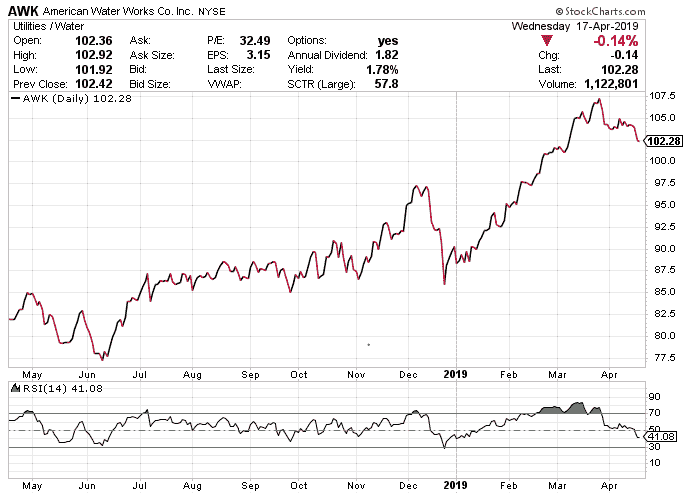 AWK American Water Works Co. Inc. NYSE © StockCharts.com
Utilities / Water Wednesday 17-Apr-2019
Open: 102.36 Ask: P/E: 32.49 Options: yes -0.14%
High: 102.92 Ask Size: EPS: 3.15 Annual Dividend: 1.82 Chg: -0.14
Low: 101.92 Bid: Last Size: Yield: 1.78% Last: 102.28
Prev Close: 102.42 Bid Size: VWAP: SCTR (Large): 57.8 Volume: 1,122,801
AWK (Daily) 102.28
107.5
105.0
102.28
100.0
97.5
95.0
92.5
90.0
87.5
85.0
82.5
80.0
77.5
May Jun Jul Aug Sep Oct Nov Dec 2019 Feb Mar Apr
RSI(14) 41.08
90
70
50
41.08
30
10
May Jun Jul Aug Sep Oct Nov Dec 2019 Feb Mar Apr